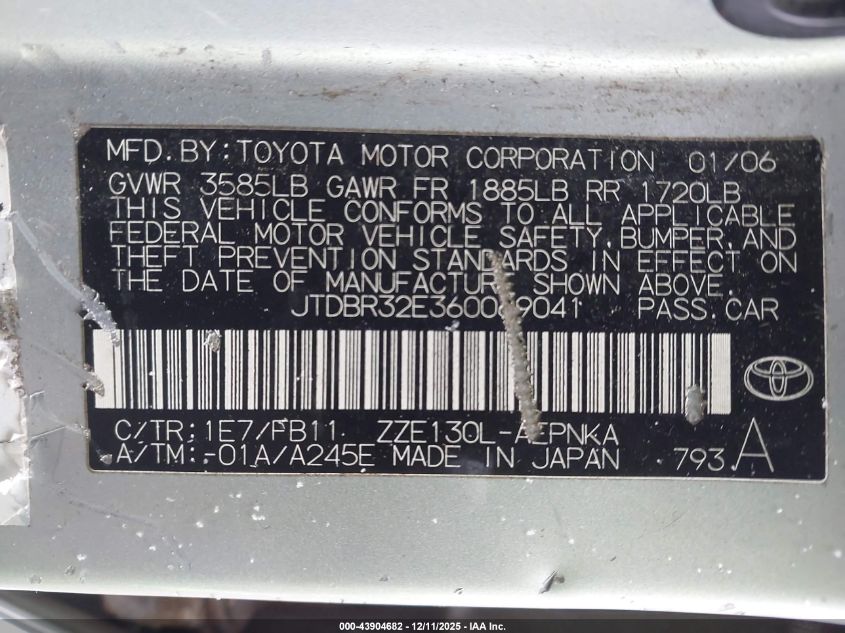 MFD.BY:TOYOTA MOTOR CORPORATION 01/06
GVWR 3585LB GAWR FR 1885LB RR 1720LB
THIS VEHICLE CONFORMS TO ALL APPLICABLE
FEDERAL MOTOR VEHICLE SAFETY,BUMPER,AND
THEFT PREVENTION STANDARDS IN EFFECT ON
THE DATE OF MANUFACTURE SHOWN ABOVE.
JTDBR32E360069041 PASS.CAR
C/TR:1E7/FB11 ZZE130L-AEPNKA
A/TM:-01A/A245E MADE IN JAPAN 793 A
000-43904682 - 12/11/2025 - IAA Inc.